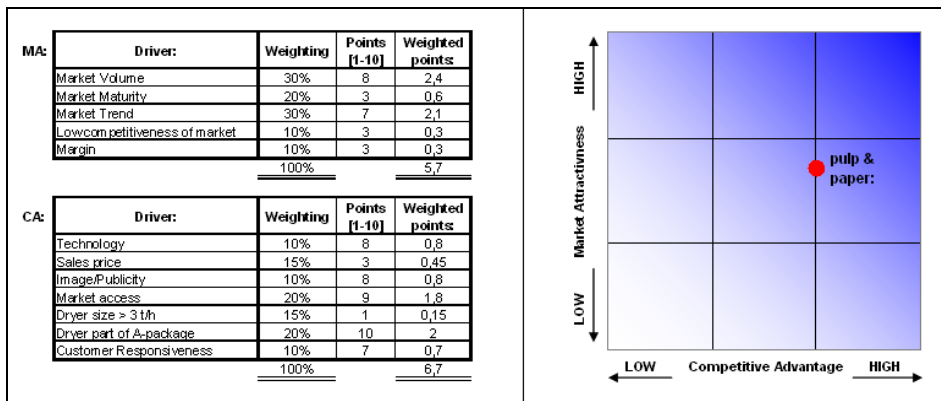 MA:
Driver: Weighting Points [1-10] Weighted points:
Market Volume 30% 8 2,4
Market Maturity 20% 3 0,6
Market Trend 30% 7 2,1
Lowcompetitiveness of market 10% 3 0,3
Margin 10% 3 0,3
100% 5,7
CA:
Driver: Weighting Points [1-10] Weighted points:
Technology 10% 8 0,8
Sales price 15% 3 0,45
Image/Publicity 10% 8 0,8
Market access 20% 9 1,8
Dryer size > 3 t/h 15% 1 0,15
Dryer part of A-package 20% 10 2
Customer Responsiveness 10% 7 0,7
100% 6,7
HIGH
Market Attractivness
LOW
pulp &
paper:
LOW Competitive Advantage HIGH